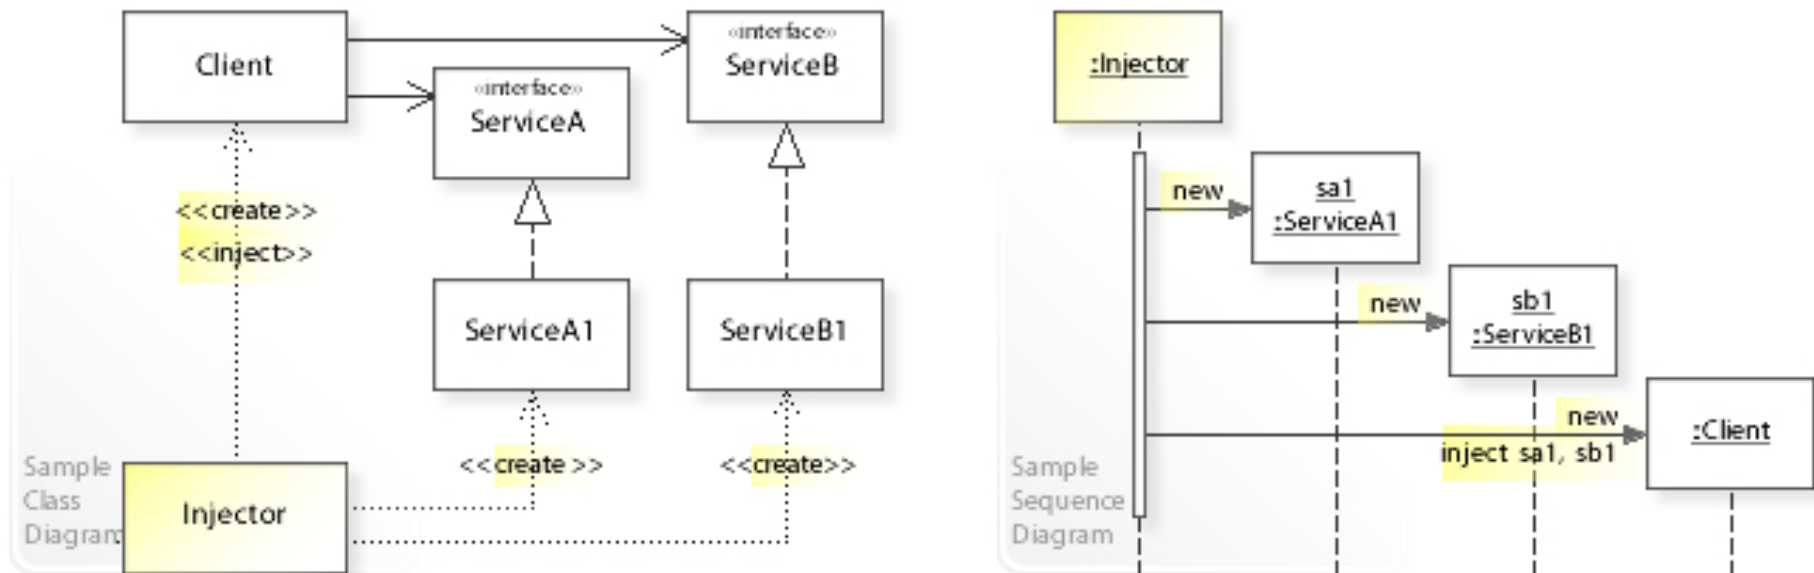 Client
«interface»
ServiceB
«interface»
ServiceA
<<create>>
<<inject>>
ServiceA1
ServiceB1
<<create >>
<<create>>
Injector
Sample
Class
Diagram
:Injector
new
sa1
:ServiceA1
new
sb1
:ServiceB1
new
inject sa1, sb1
:Client
Sample
Sequence
Diagram